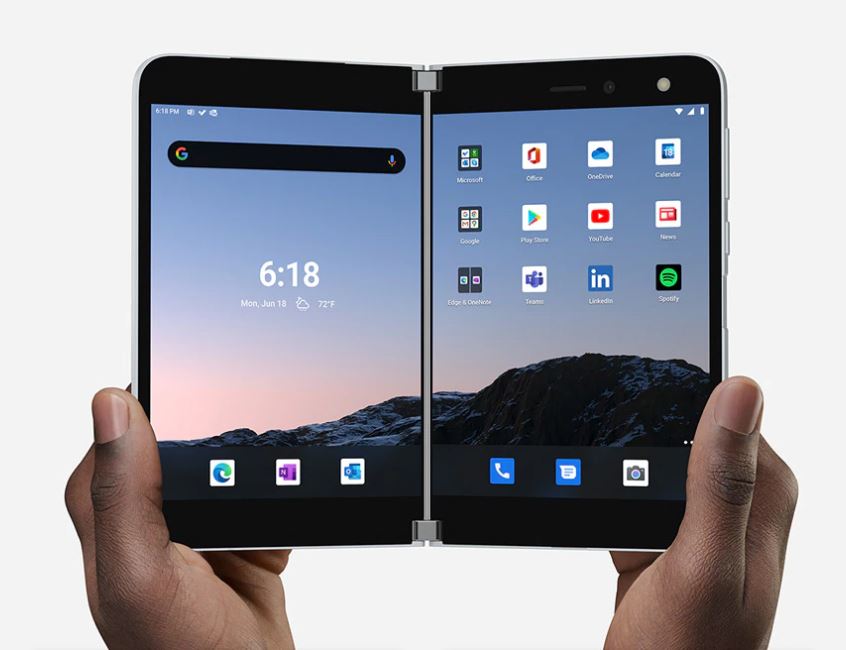 6:18 PM
6:18
Mon, Jun 18 72°F
Microsoft Office OneDrive 18 Calendar
Google Play Store YouTube News
Edge & OneNote Teams in LinkedIn Spotify